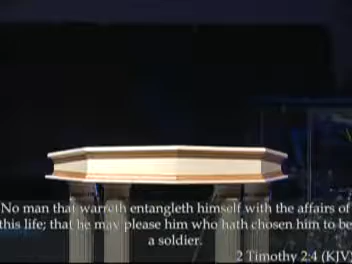 No man that warreth entangleth himself with the affairs of
this life; that he may please him who hath chosen him to be
a soldier.
2 Timothy 2:4 (KJV)